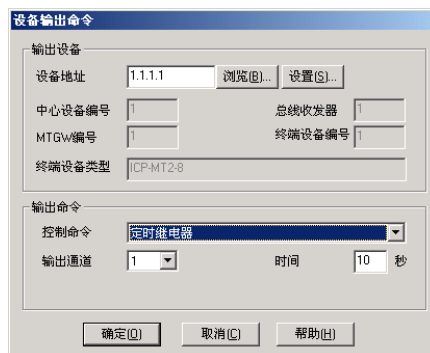 设备输出命令
输出设备
设备地址 1.1.1.1 浏览(B)... 设置(S)...
中心设备编号 1 总线收发器 1
MTGW编号 1 终端设备编号 1
终端设备类型 ICP-MT2-8
输出命令
控制命令 定时继电器
输出通道 1 时间 10 秒
确定(O) 取消(C) 帮助(H)